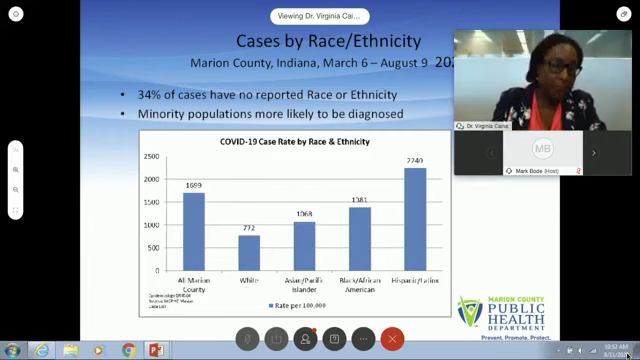 Viewing Dr. Virginia Cai...
Cases by Race/Ethnicity
Marion County, Indiana, March 6 – August 9 202
• 34% of cases have no reported Race or Ethnicity
• Minority populations more likely to be diagnosed
COVID-19 Case Rate by Race & Ethnicity
2500
2000
1500
1000
500
0
1699
772
1068
1381
2240
All Marion County
White
Asian/Pacific Islander
Black/African American
Hispanic/Latinx
Rate per 100,000
Dr. Virginia Caine
MB
Mark Bode (Host)
MARION COUNTY
PUBLIC
HEALTH
DEPARTMENT
Prevent. Promote. Protect.
10:52 AM
8/11/2020